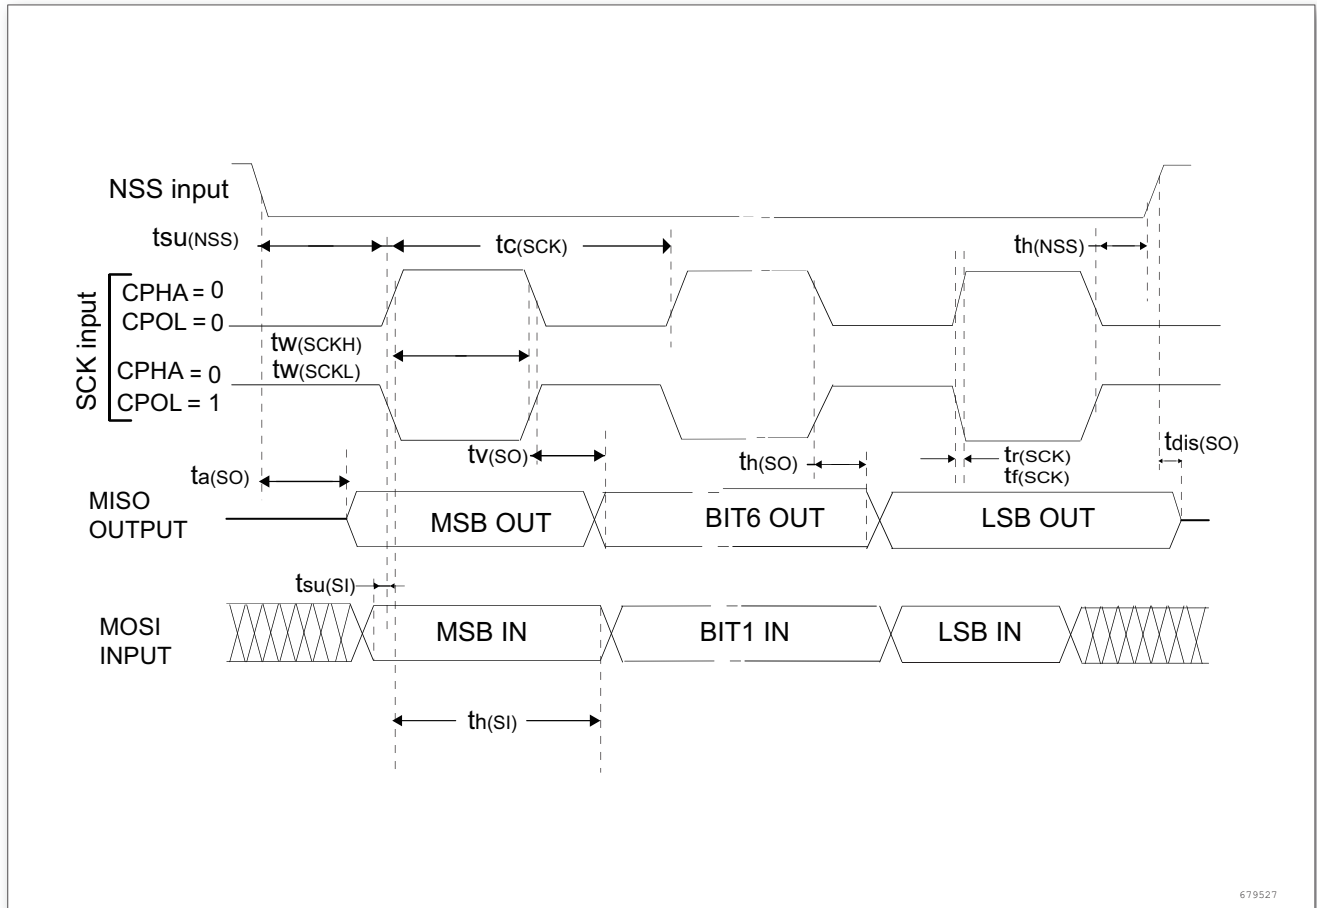 NSS input
tsu(NSS)
tc(SCK)
th(NSS)
SCK input
CPHA = 0
CPOL = 0
tw(SCKH)
CPHA = 0
tw(SCKL)
CPOL = 1
tv(SO)
th(SO)
tr(SCK)
tf(SCK)
tdis(SO)
ta(SO)
MISO
OUTPUT
MSB OUT
BIT6 OUT
LSB OUT
tsu(SI)
MOSI
INPUT
MSB IN
BIT1 IN
LSB IN
th(SI)
679527